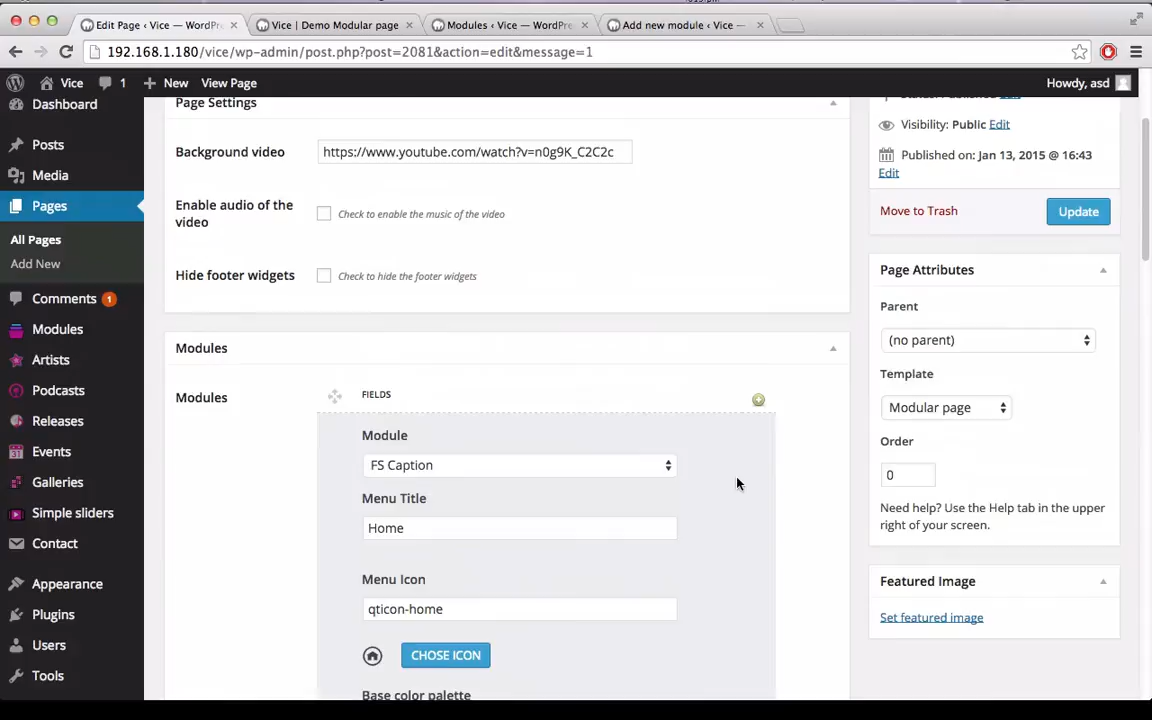 Edit Page ‹ Vice — WordPre
Vice | Demo Modular page
Modules ‹ Vice — WordPre
Add new module ‹ Vice —
192.168.1.180/vice/wp-admin/post.php?post=2081&action=edit&message=1
Vice 1 New View Page Howdy, asd
Dashboard
Posts
Media
Pages
All Pages
Add New
Comments 1
Modules
Artists
Podcasts
Releases
Events
Galleries
Simple sliders
Contact
Appearance
Plugins
Users
Tools
Page Settings
Background video
https://www.youtube.com/watch?v=n0g9K_C2C2c
Enable audio of the
video
Check to enable the music of the video
Hide footer widgets
Check to hide the footer widgets
Modules
Modules
FIELDS
Module
FS Caption
Menu Title
Home
Menu Icon
qticon-home
CHOSE ICON
Base color palette
Visibility: Public Edit
Published on: Jan 13, 2015 @ 16:43
Edit
Move to Trash
Update
Page Attributes
Parent
(no parent)
Template
Modular page
Order
0
Need help? Use the Help tab in the upper
right of your screen.
Featured Image
Set featured image